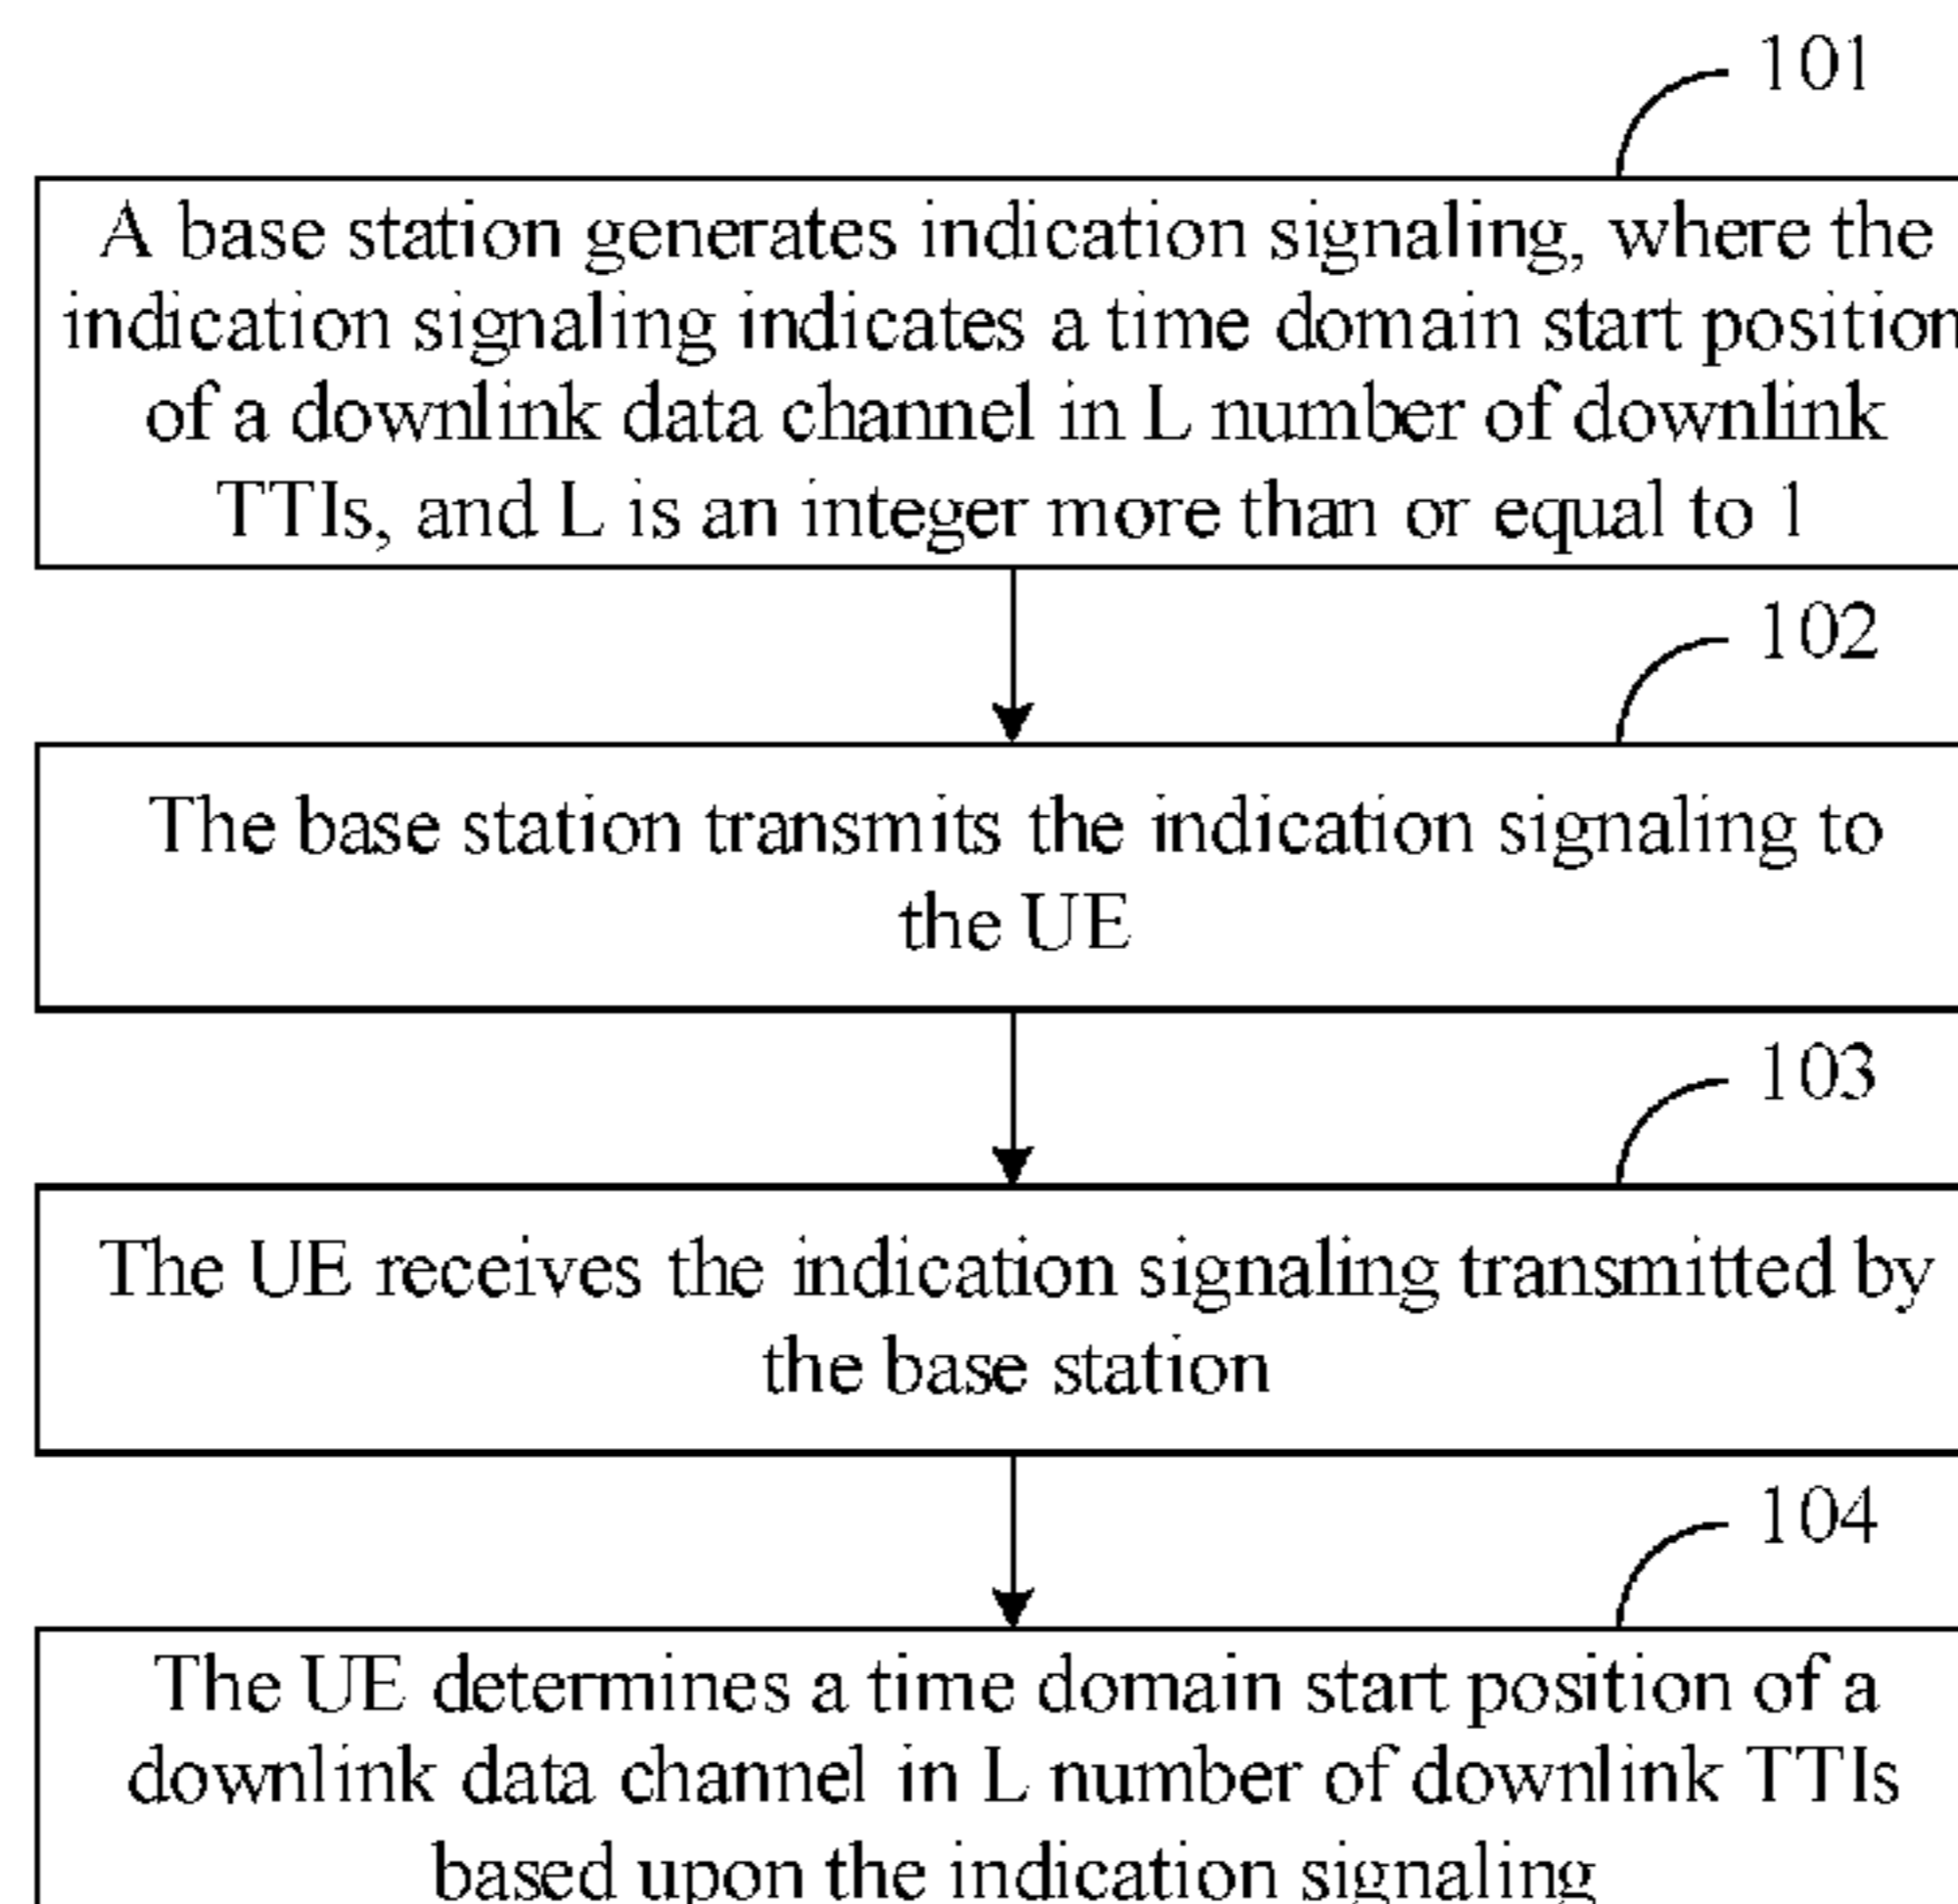 101
A base station generates indication signaling, where the
indication signaling indicates a time domain start position
of a downlink data channel in L number of downlink
TTIs, and L is an integer more than or equal to 1
102
The base station transmits the indication signaling to
the UE
103
The UE receives the indication signaling transmitted by
the base station
104
The UE determines a time domain start position of a
downlink data channel in L number of downlink TTIs
based upon the indication signaling